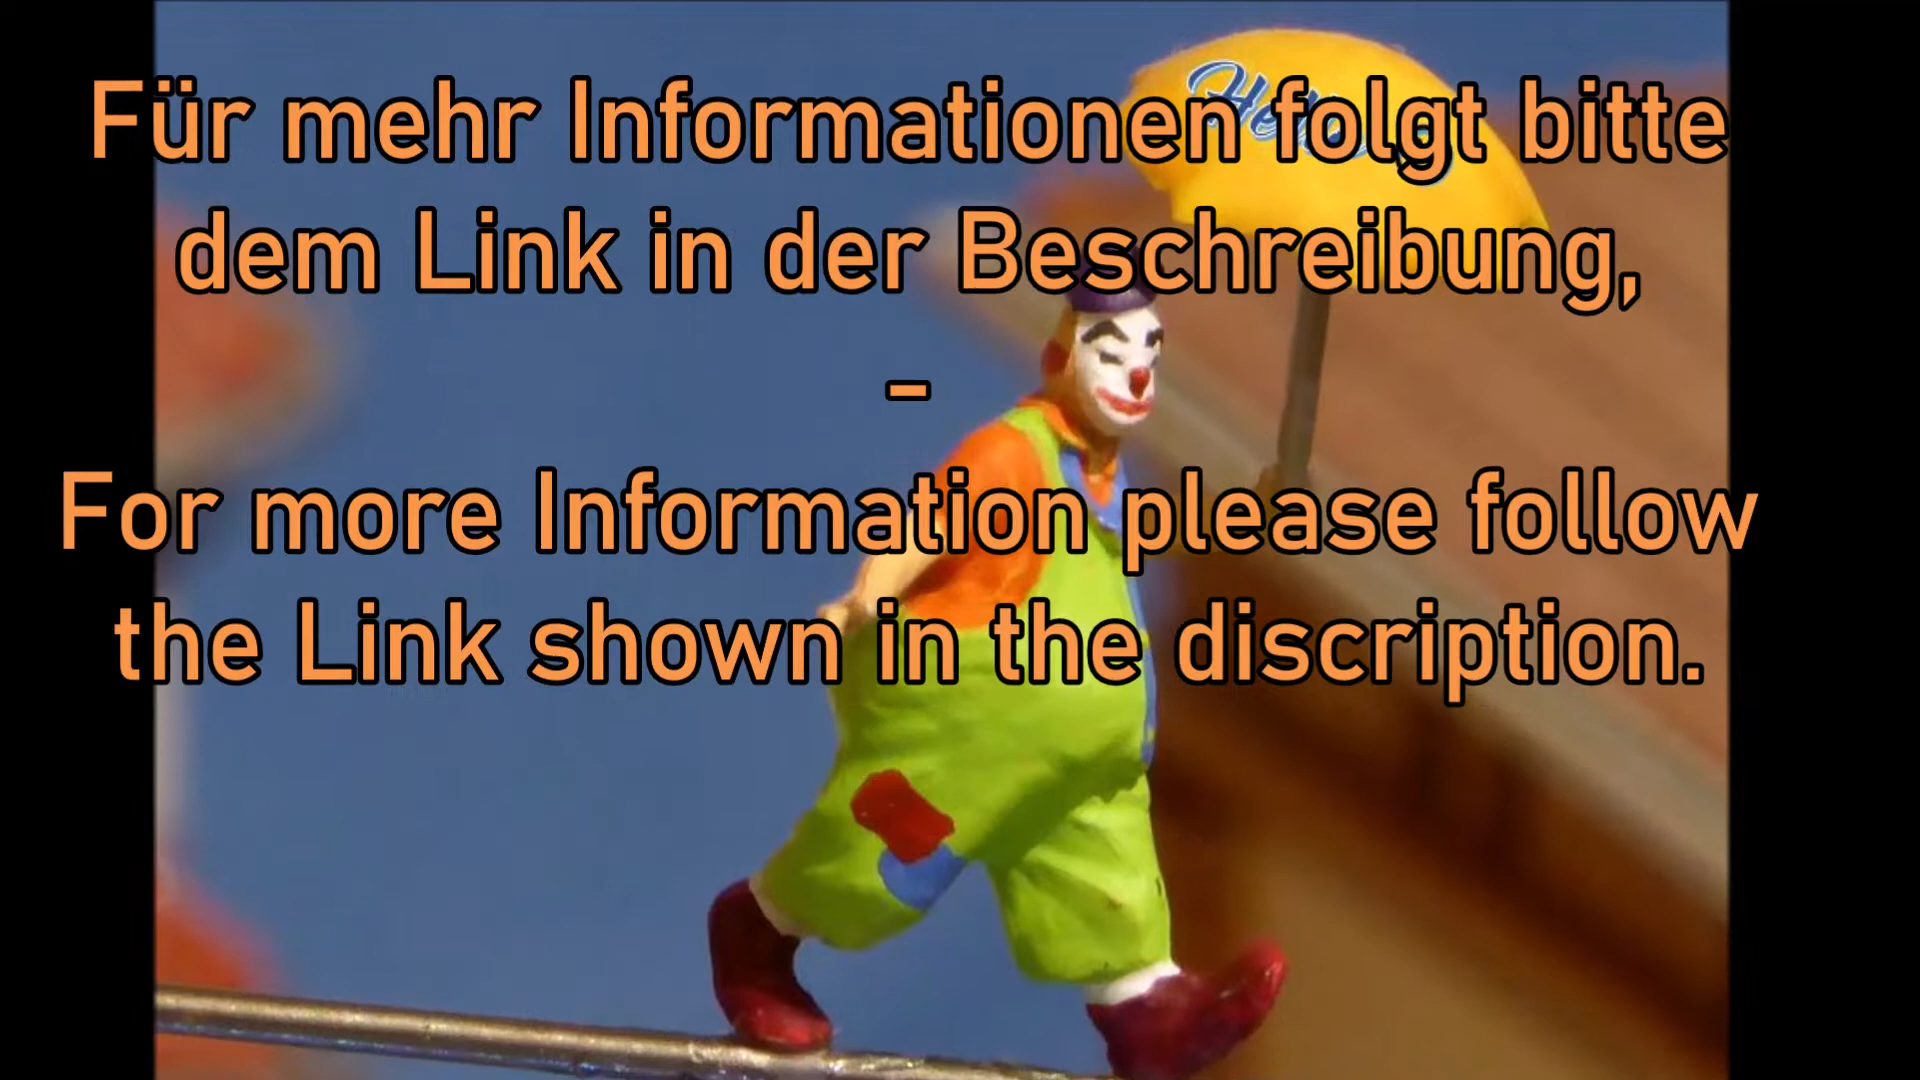 Für mehr Informationen folgt bitte
dem Link in der Beschreibung,
-
For more Information please follow
the Link shown in the discription.